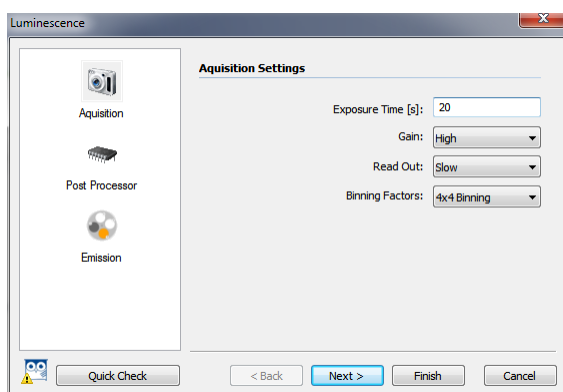 Luminescence
Aquisition
Post Processor
Emission
Aquisition Settings
Exposure Time [s]: 20
Gain: High
Read Out: Slow
Binning Factors: 4x4 Binning
Quick Check
< Back
Next >
Finish
Cancel